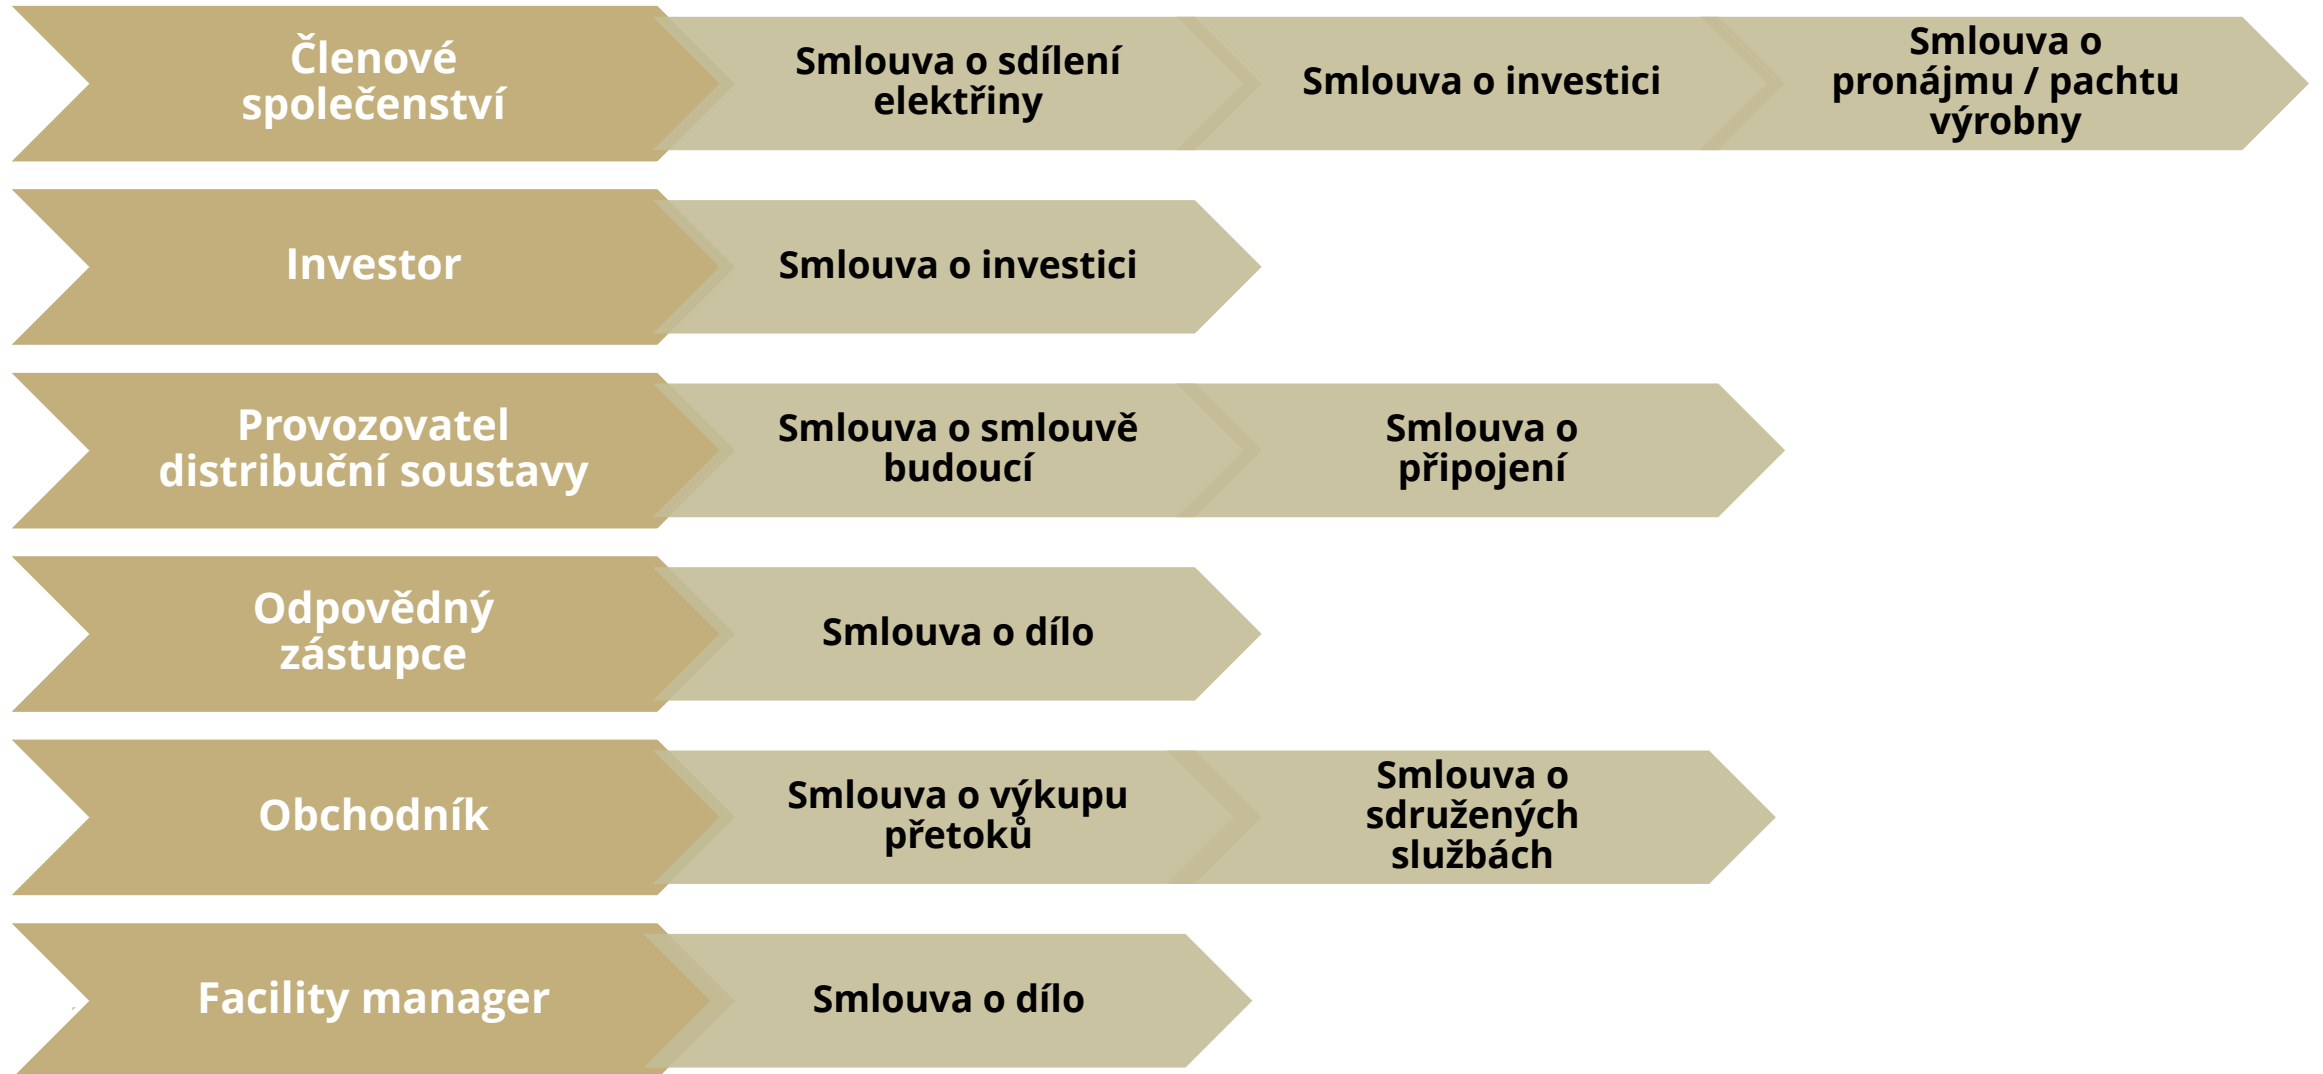 Členové
společenství
Smlouva o sdílení
elektřiny
Smlouva o investici
Smlouva o
pronájmu / pachtu
výrobny
Investor
Smlouva o investici
Provozovatel
distribuční soustavy
Smlouva o smlouvě
budoucí
Smlouva o
připojení
Odpovědný
zástupce
Smlouva o dílo
Obchodník
Smlouva o výkupu
přetoků
Smlouva o
sdružených
službách
Facility manager
Smlouva o dílo